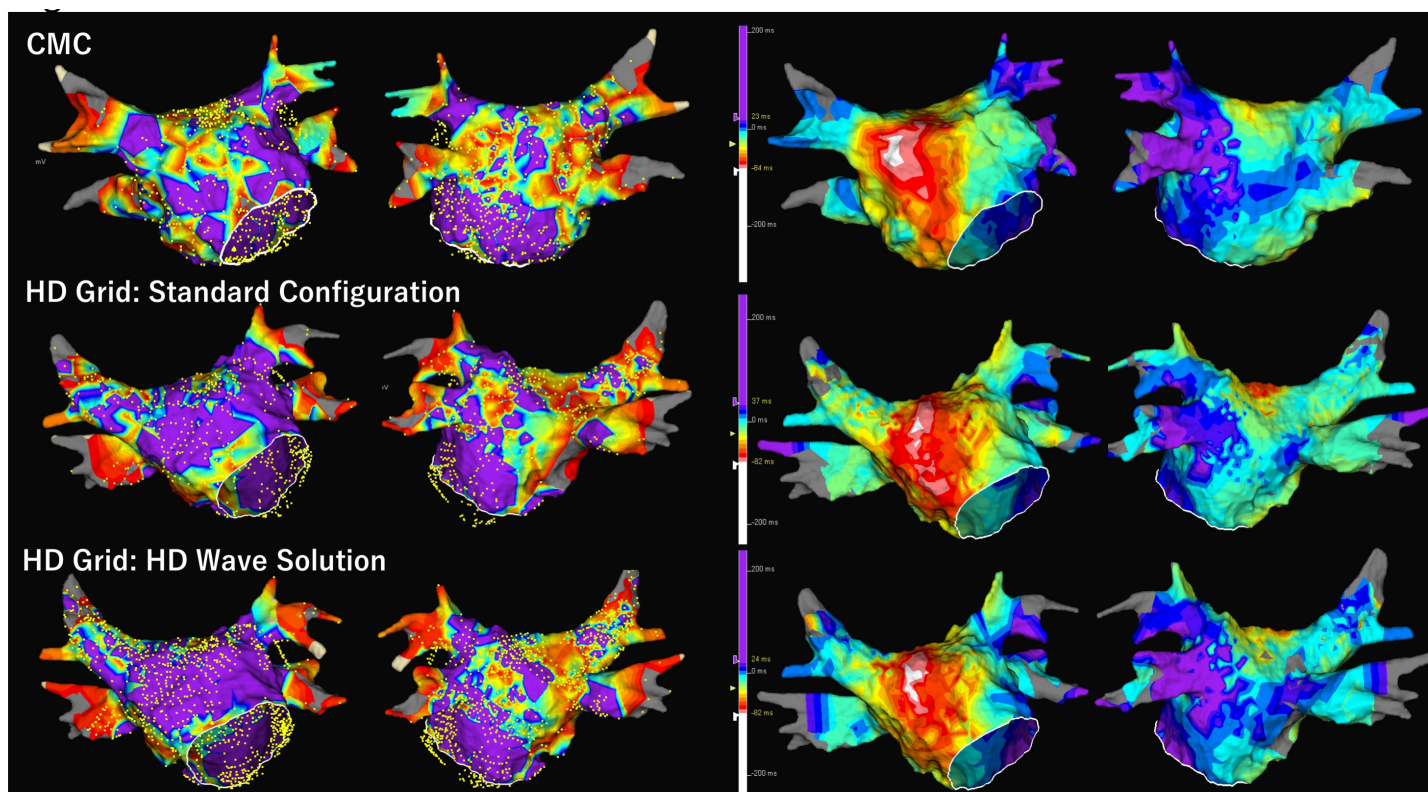 CMC
mV
200 ms
23 ms
0 ms
-84 ms
-200 ms
HD Grid: Standard Configuration
200 ms
37 ms
0 ms
-82 ms
-200 ms
HD Grid: HD Wave Solution
200 ms
24 ms
0 ms
-82 ms
-200 ms